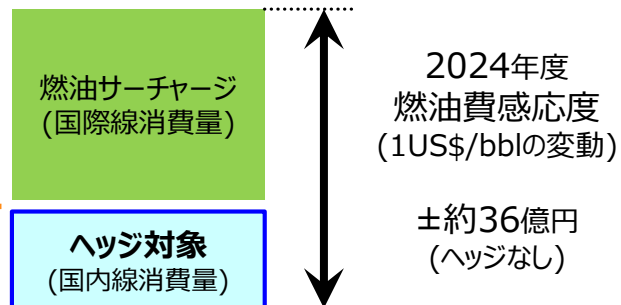 燃油サーチャージ
(国際線消費量)
ヘッジ対象
(国内線消費量)
2024年度
燃油費感応度
(1US$/bblの変動)
±約36億円
(ヘッジなし)